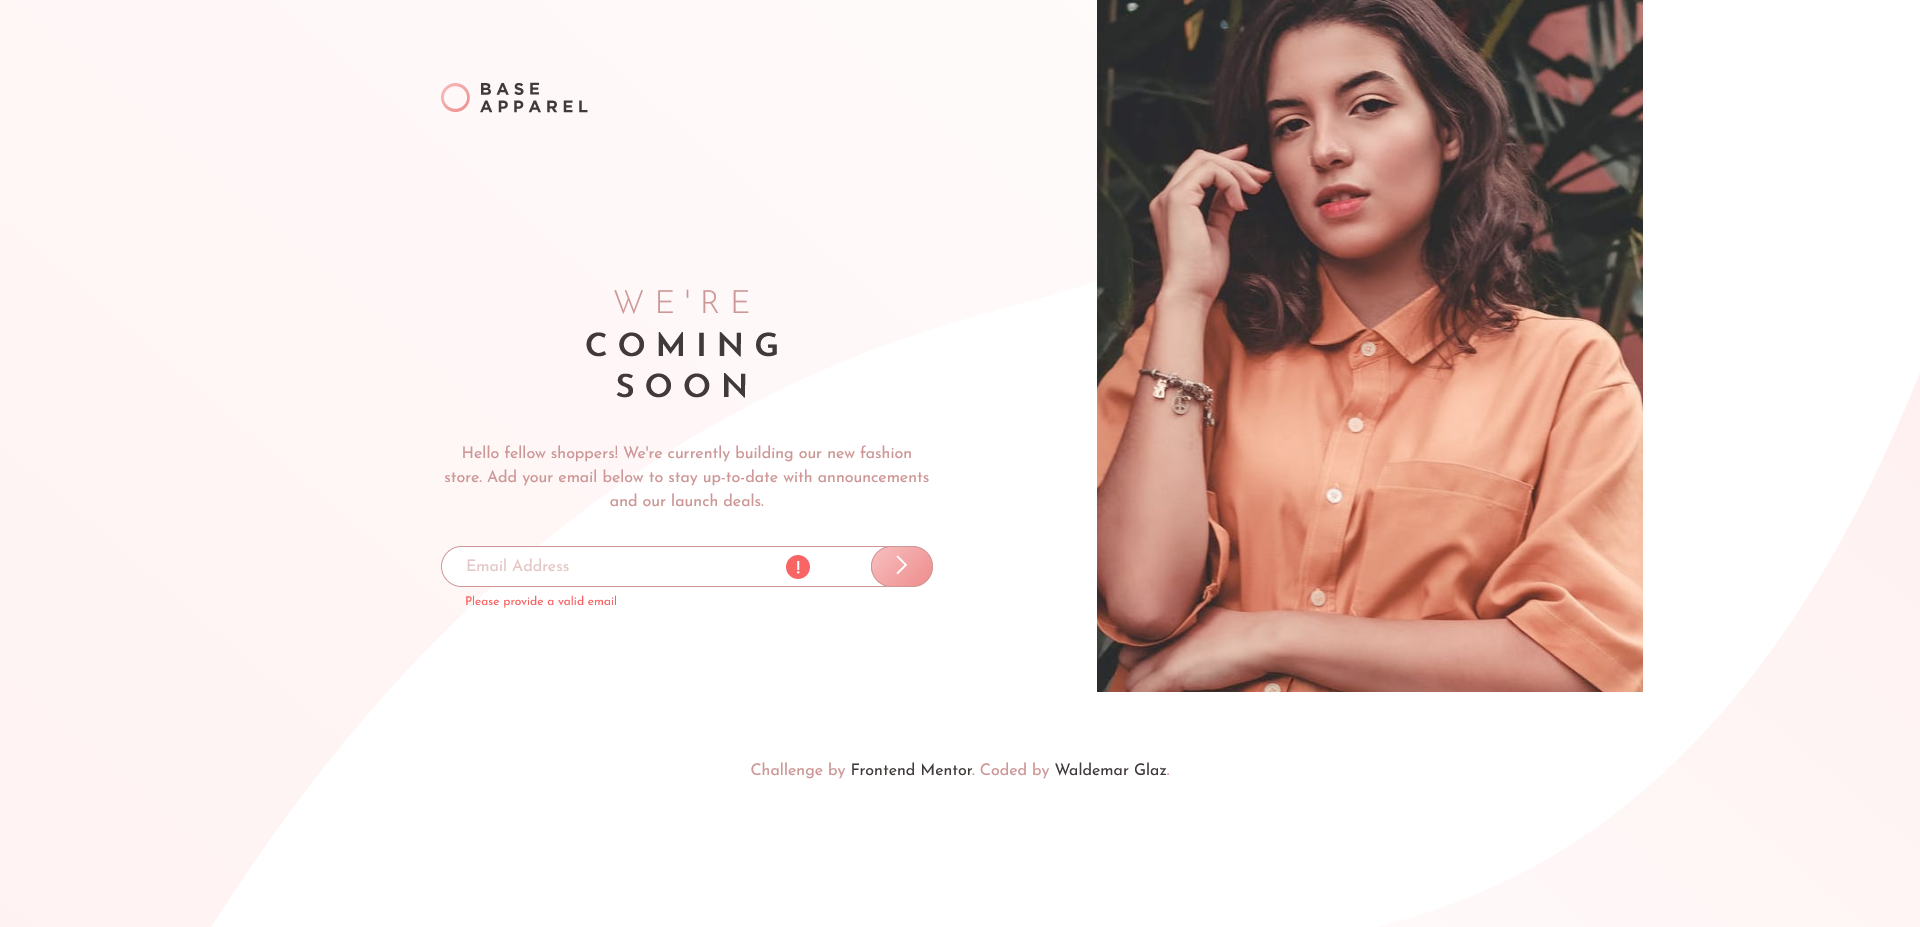 BASE
APPAREL
WE'RE
COMING
SOON
Hello fellow shoppers! We're currently building our new fashion
store. Add your email below to stay up-to-date with announcements
and our launch deals.
Email Address
!
Please provide a valid email
Challenge by Frontend Mentor. Coded by Waldemar Glaz.